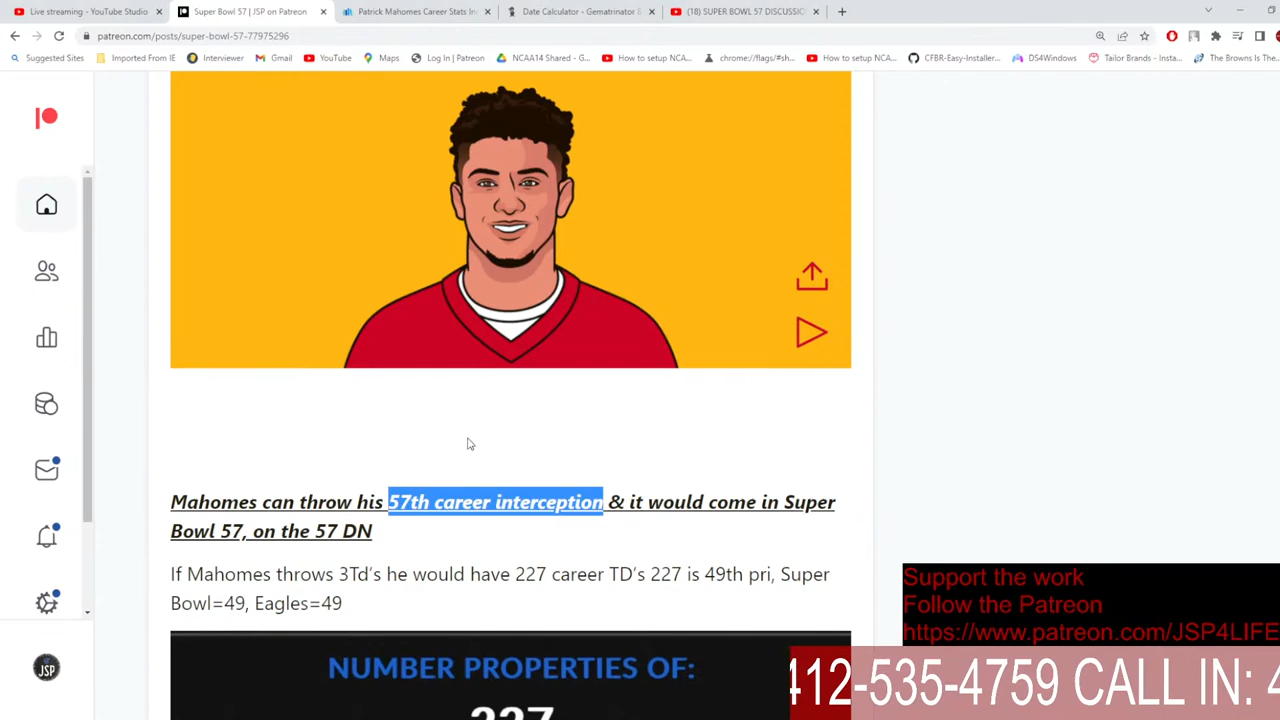 Live streaming - YouTube Studio
Super Bowl 57 | JSP on Patreon
Patrick Mahomes Career Stats Inc
Date Calculator - Gematrinator &
(18) SUPER BOWL 57 DISCUSSIO
patreon.com/posts/super-bowl-57-77975296
Suggested Sites
Imported From IE
Interviewer
Gmail
YouTube
Maps
Log In | Patreon
NCAA14 Shared - G...
How to setup NCA...
chrome://flags/#sh...
How to setup NCA...
CFBR-Easy-Installer...
DS4Windows
Tailor Brands - Insta...
The Browns Is The...
Mahomes can throw his 57th career interception & it would come in Super
Bowl 57, on the 57 DN
If Mahomes throws 3Td's he would have 227 career TD's 227 is 49th pri, Super
Bowl=49, Eagles=49
NUMBER PROPERTIES OF:
227
JSP
Support the work
Follow the Patreon
https://www.patreon.com/JSP4LIFE
412-535-4759 CALL IN: 4